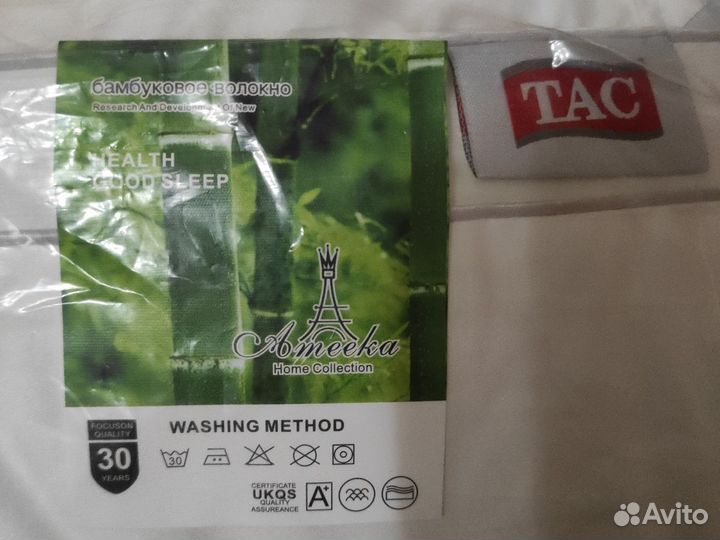 бамбуковое волокно
Research And Development Of New
HEALTH
GOOD SLEEP
TAC
Ameeka
Home Collection
FOCUSON
QUALITY
30
YEARS
WASHING METHOD
30
CERTIFICATE
UKQS
QUALITY
ASSUREANCE
A+
Avito